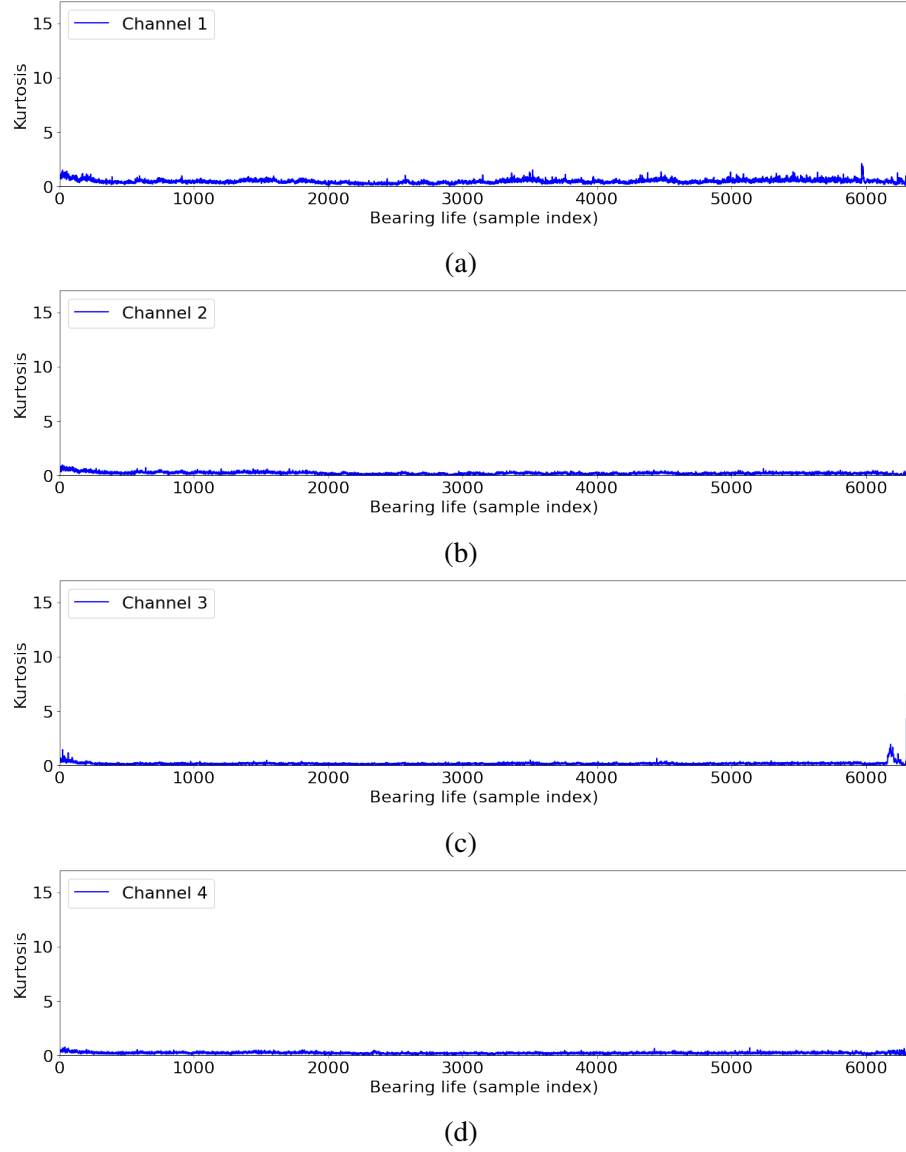 Channel 1
15
10
5
0
Kurtosis
0 1000 2000 3000 4000 5000 6000
Bearing life (sample index)
(a)
Channel 2
15
10
5
0
Kurtosis
0 1000 2000 3000 4000 5000 6000
Bearing life (sample index)
(b)
Channel 3
15
10
5
0
Kurtosis
0 1000 2000 3000 4000 5000 6000
Bearing life (sample index)
(c)
Channel 4
15
10
5
0
Kurtosis
0 1000 2000 3000 4000 5000 6000
Bearing life (sample index)
(d)